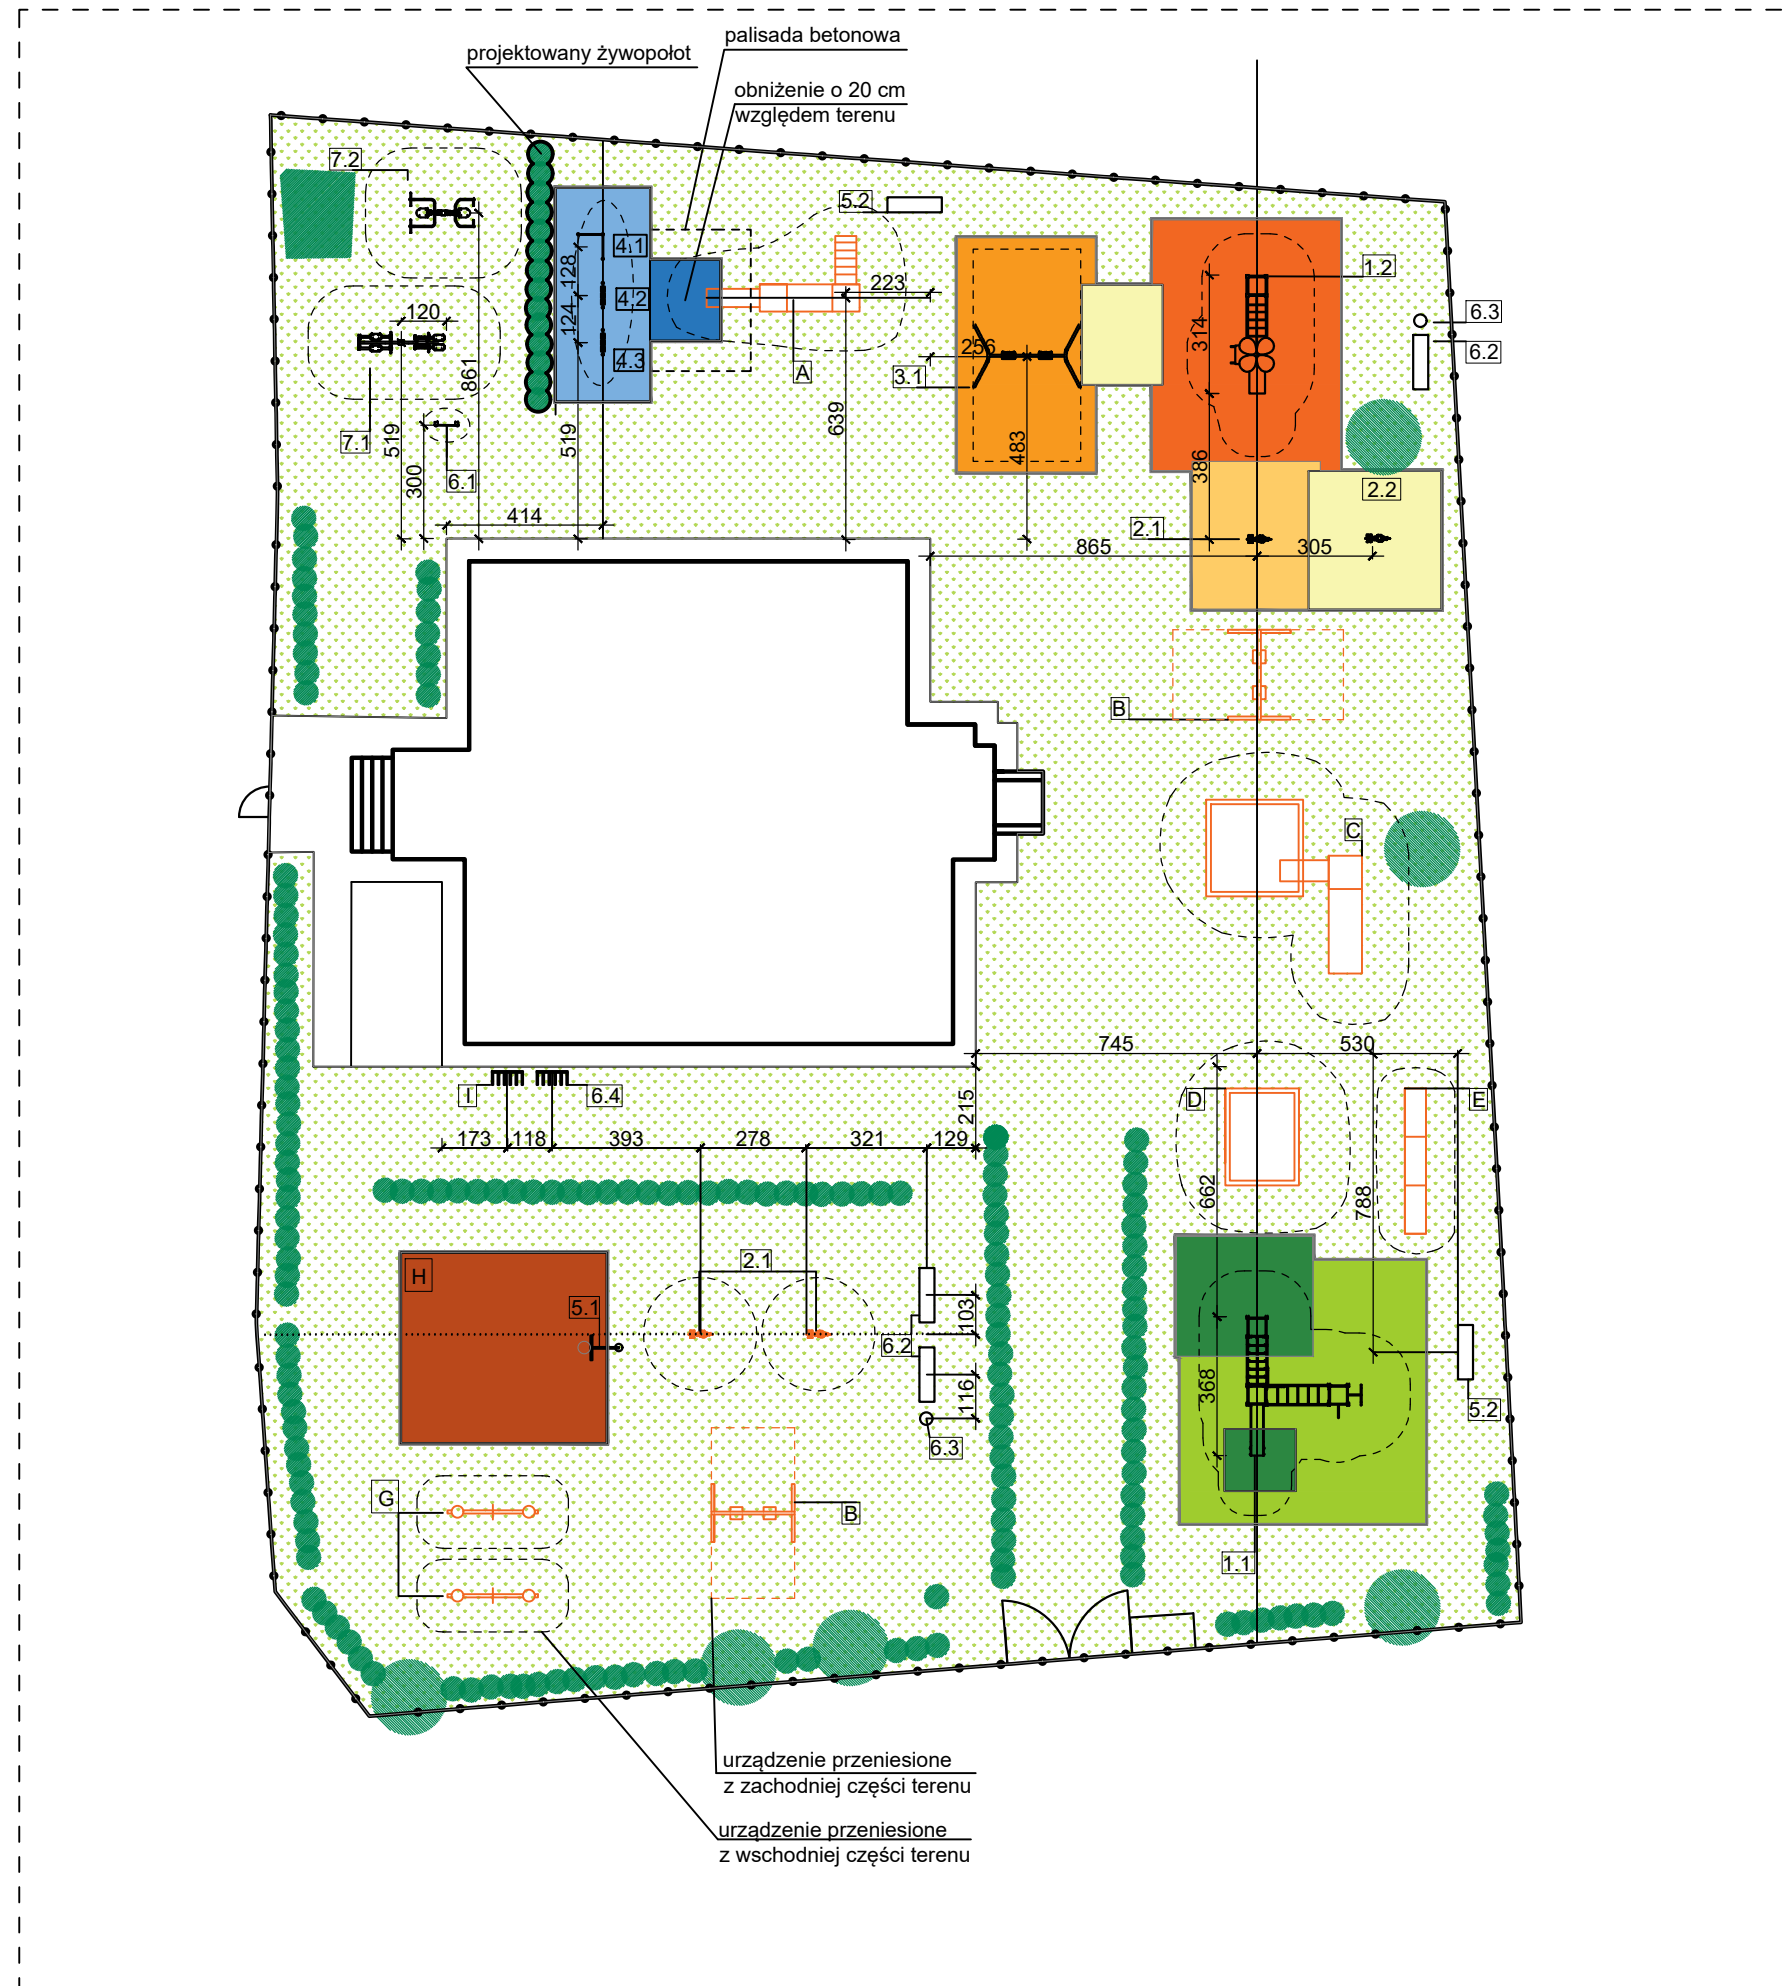 palisada betonowa
projektowany żywopołot
obniżenie o 20 cm
względem terenu
7.2
5.2
4.1
128
4.2
223
1.2
120
124
314
6.3
256
6.2
4.3
A
3.1
861
7.1
519
519
639
483
386
300
6.1
2.2
414
2.1
865
305
B
C
745
530
I
6.4
215
D
E
173
118
393
278
321
129
662
788
2.1
H
5.1
103
6.2
368
116
5.2
6.3
G
B
1.1
urządzenie przeniesione
z zachodniej części terenu
urządzenie przeniesione
z wschodniej części terenu